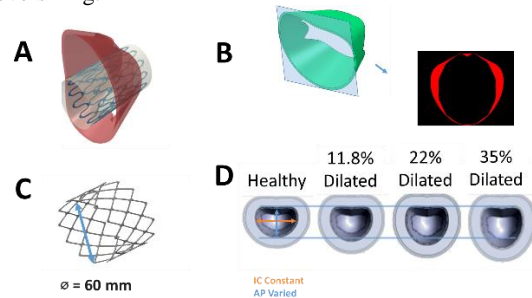 A
B
C
⌀ = 60 mm
D
Healthy
11.8%
Dilated
22%
Dilated
35%
Dilated
IC Constant
AP Varied